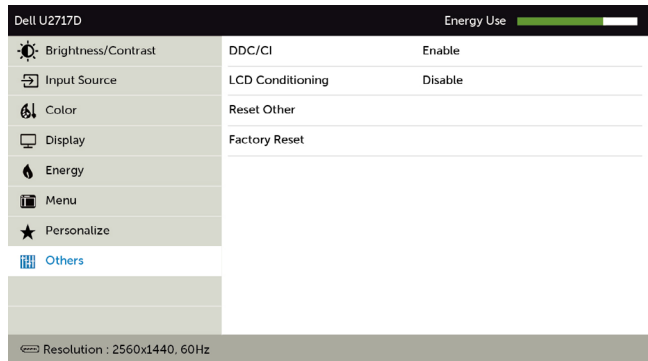 Dell U2717D Energy Use
Brightness/Contrast DDC/CI Enable
Input Source LCD Conditioning Disable
Color Reset Other
Display Factory Reset
Energy
Menu
Personalize
Others
Resolution : 2560x1440, 60Hz